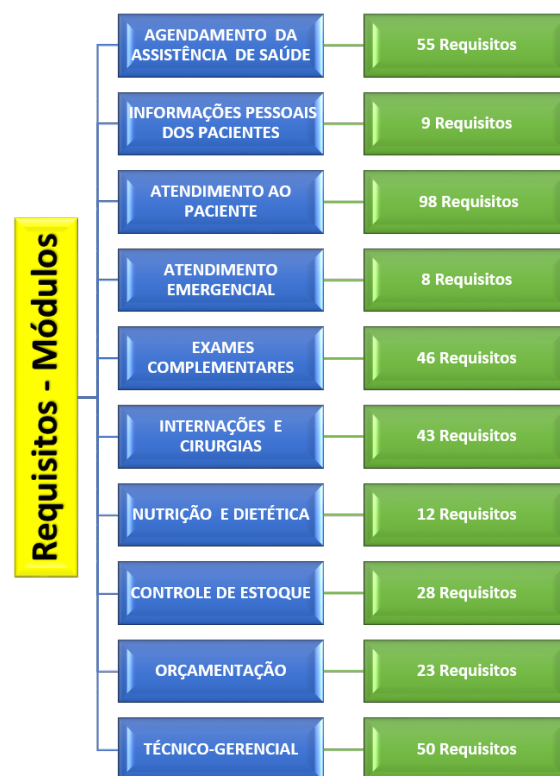 Requisitos - Módulos
AGENDAMENTO DA
ASSISTÊNCIA DE SAÚDE
55 Requisitos
INFORMAÇÕES PESSOAIS
DOS PACIENTES
9 Requisitos
ATENDIMENTO AO
PACIENTE
98 Requisitos
ATENDIMENTO
EMERGENCIAL
8 Requisitos
EXAMES
COMPLEMENTARES
46 Requisitos
INTERNAÇÕES E
CIRURGIAS
43 Requisitos
NUTRIÇÃO E DIETÉTICA
12 Requisitos
CONTROLE DE ESTOQUE
28 Requisitos
ORÇAMENTAÇÃO
23 Requisitos
TÉCNICO-GERENCIAL
50 Requisitos